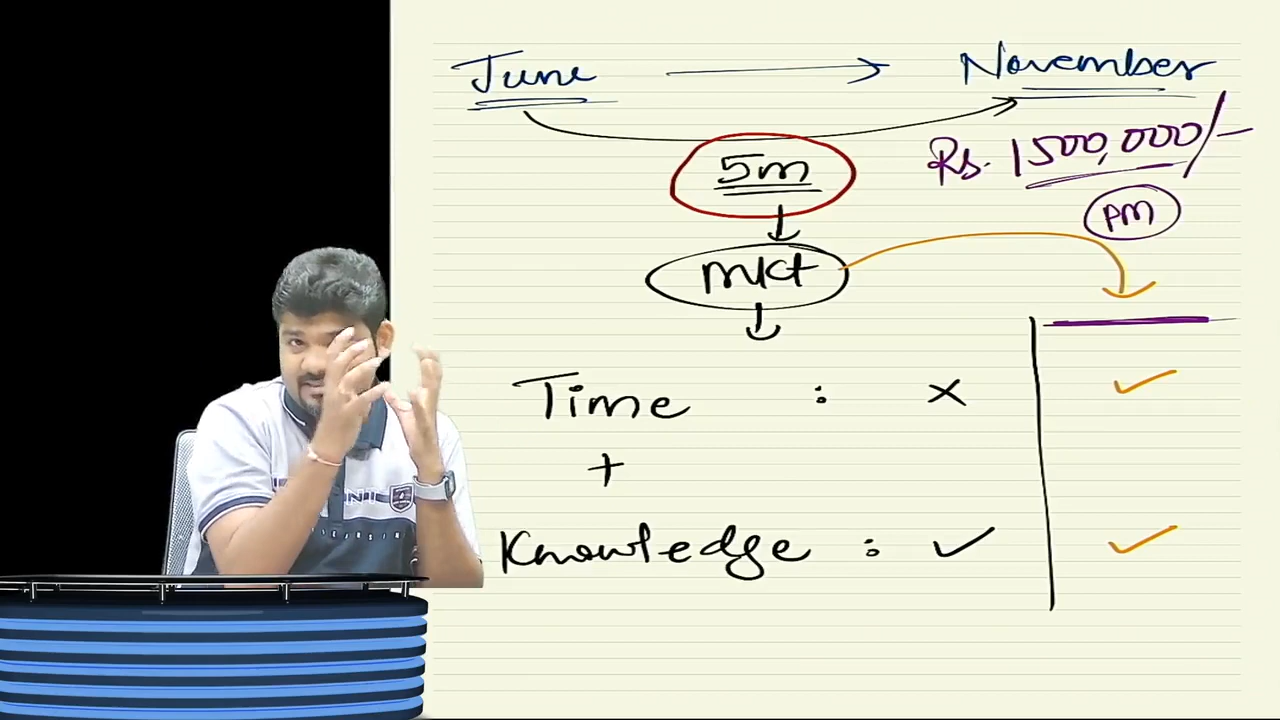 June → November
5m
Rs. 1500,000/-
PM
mkt
Time : × ✓
+
Knowledge : ✓ ✓